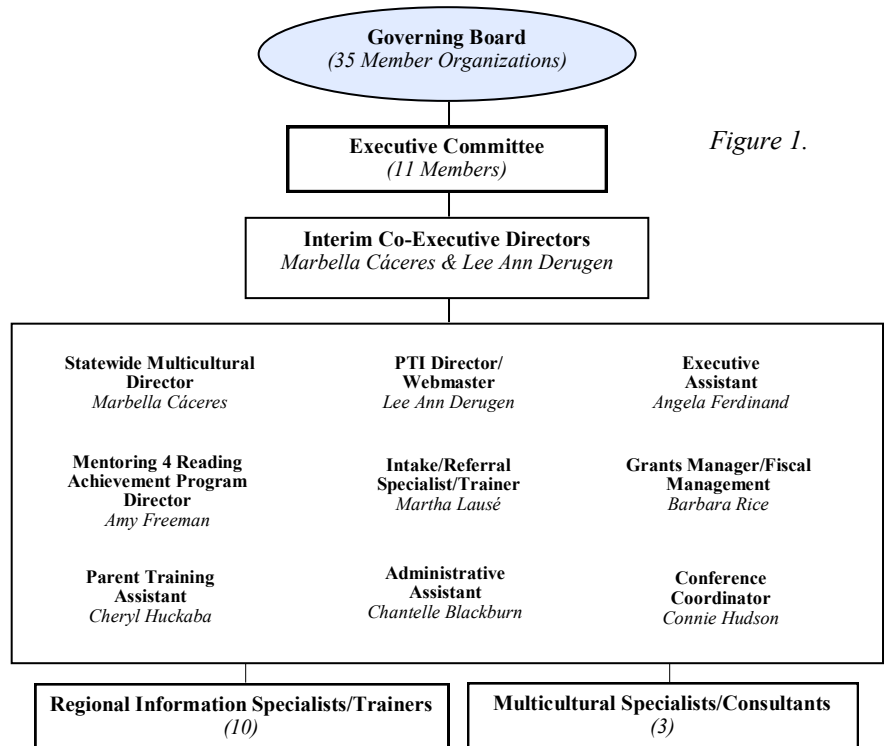 Governing Board
(35 Member Organizations)
Executive Committee
(11 Members)
Figure 1.
Interim Co-Executive Directors
Marbella Cáceres & Lee Ann Derugen
Statewide Multicultural
Director
Marbella Cáceres
PTI Director/
Webmaster
Lee Ann Derugen
Executive
Assistant
Angela Ferdinand
Mentoring 4 Reading
Achievement Program
Director
Amy Freeman
Intake/Referral
Specialist/Trainer
Martha Lausé
Grants Manager/Fiscal
Management
Barbara Rice
Parent Training
Assistant
Cheryl Huckaba
Administrative
Assistant
Chantelle Blackburn
Conference
Coordinator
Connie Hudson
Regional Information Specialists/Trainers
(10)
Multicultural Specialists/Consultants
(3)